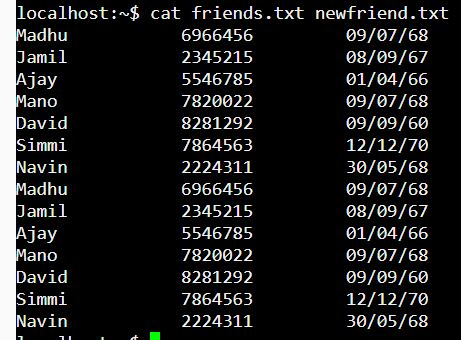 localhost:~$ cat friends.txt newfriend.txt
Madhu 6966456 09/07/68
Jamil 2345215 08/09/67
Ajay 5546785 01/04/66
Mano 7820022 09/07/68
David 8281292 09/09/60
Simmi 7864563 12/12/70
Navin 2224311 30/05/68
Madhu 6966456 09/07/68
Jamil 2345215 08/09/67
Ajay 5546785 01/04/66
Mano 7820022 09/07/68
David 8281292 09/09/60
Simmi 7864563 12/12/70
Navin 2224311 30/05/68
localhost:~$